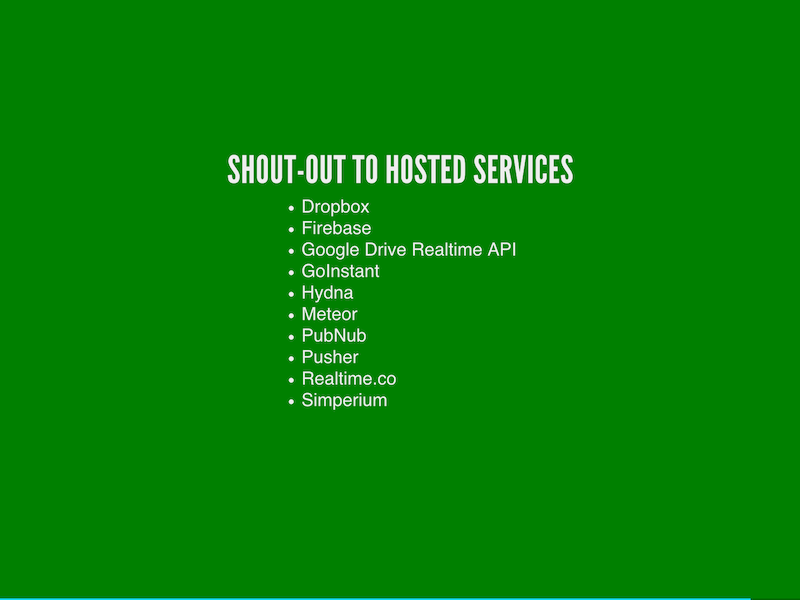 SHOUT-OUT TO HOSTED SERVICES
• Dropbox
• Firebase
• Google Drive Realtime API
• GoInstant
• Hydna
• Meteor
• PubNub
• Pusher
• Realtime.co
• Simperium